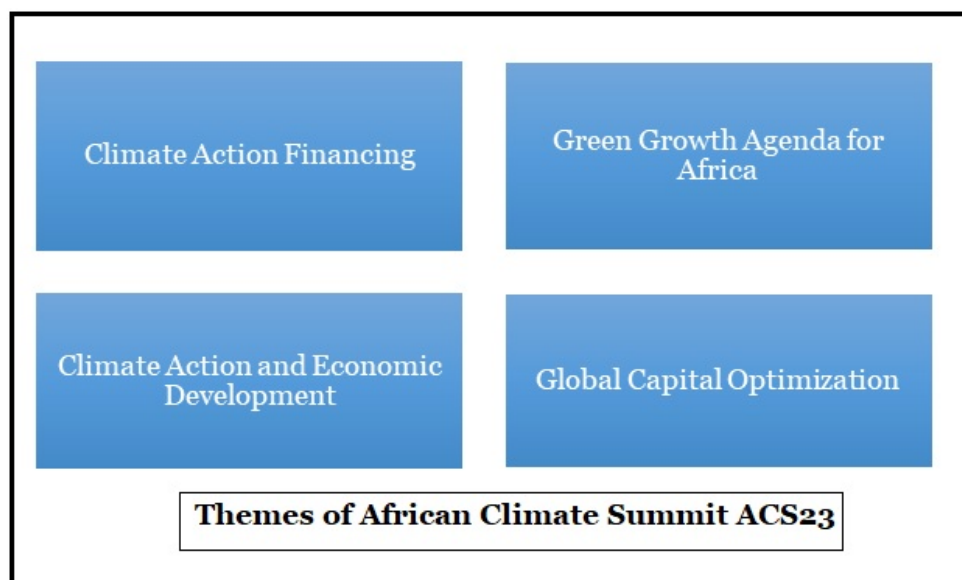 Climate Action Financing
Green Growth Agenda for
Africa
Climate Action and Economic
Development
Global Capital Optimization
Themes of African Climate Summit ACS23